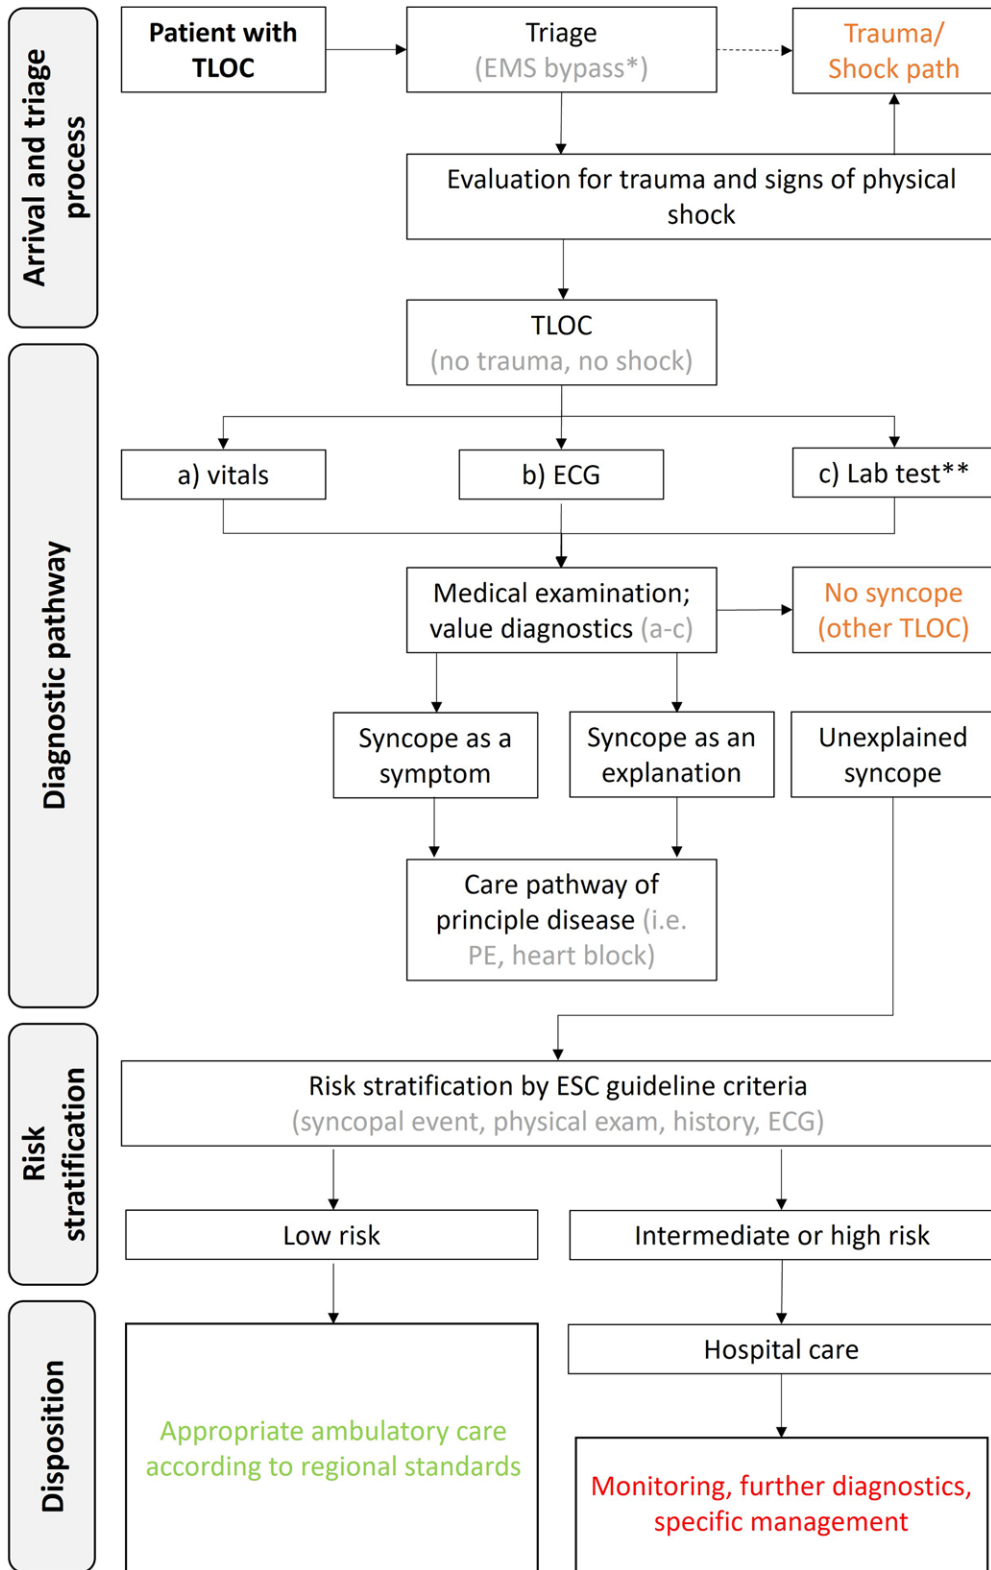 Arrival and triage
process
Patient with
TLOC
Triage
(EMS bypass*)
Trauma/
Shock path
Evaluation for trauma and signs of physical
shock
TLOC
(no trauma, no shock)
Diagnostic pathway
a) vitals
b) ECG
c) Lab test**
Medical examination;
value diagnostics (a-c)
No syncope
(other TLOC)
Syncope as a
symptom
Syncope as an
explanation
Unexplained
syncope
Care pathway of
principle disease (i.e.
PE, heart block)
Risk
stratification
Risk stratification by ESC guideline criteria
(syncopal event, physical exam, history, ECG)
Low risk
Intermediate or high risk
Disposition
Hospital care
Appropriate ambulatory care
according to regional standards
Monitoring, further diagnostics,
specific management